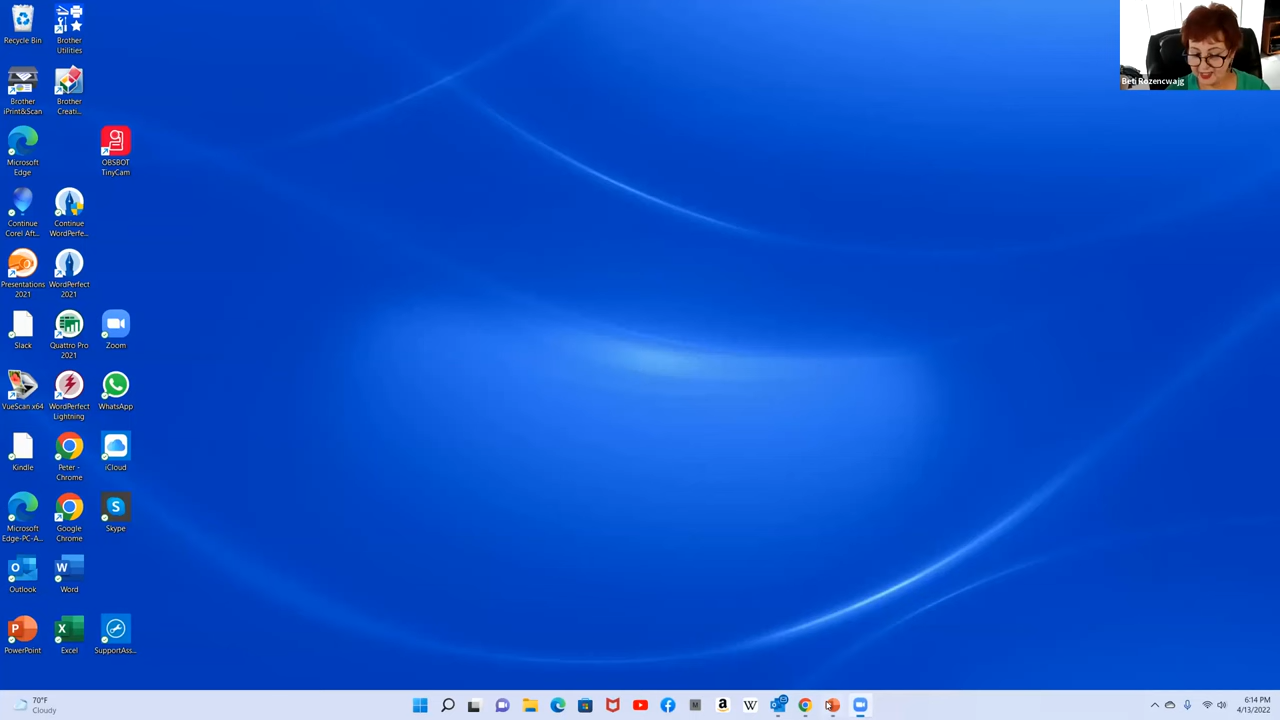 Recycle Bin
Brother
Utilities
Brother
iPrint&Scan
Brother
Creati...
Microsoft
Edge
OBSBOT
TinyCam
Continue
Corel Aft...
Continue
WordPerfe...
Presentations
2021
WordPerfect
2021
Slack
Quattro Pro
2021
Zoom
VueScan x64
WordPerfect
Lightning
WhatsApp
Kindle
Peter -
Chrome
iCloud
Microsoft
Edge-PC-A...
Google
Chrome
Skype
Outlook
Word
PowerPoint
Excel
SupportAss...
Beti Rozencwajg
70°F
Cloudy
6:14 PM
4/13/2022